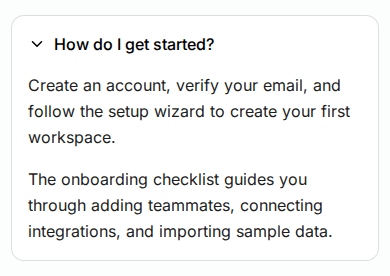 How do I get started?
Create an account, verify your email, and
follow the setup wizard to create your first
workspace.
The onboarding checklist guides you
through adding teammates, connecting
integrations, and importing sample data.